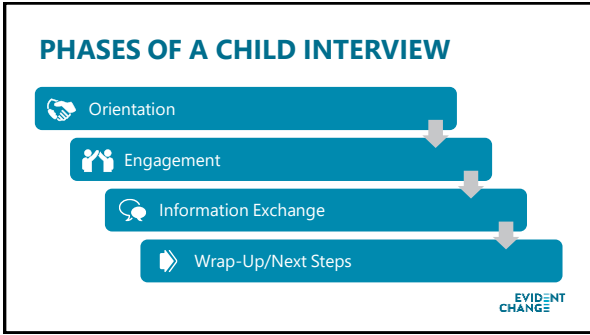 PHASES OF A CHILD INTERVIEW
Orientation
Engagement
Information Exchange
Wrap-Up/Next Steps
EVIDENT
CHANGE